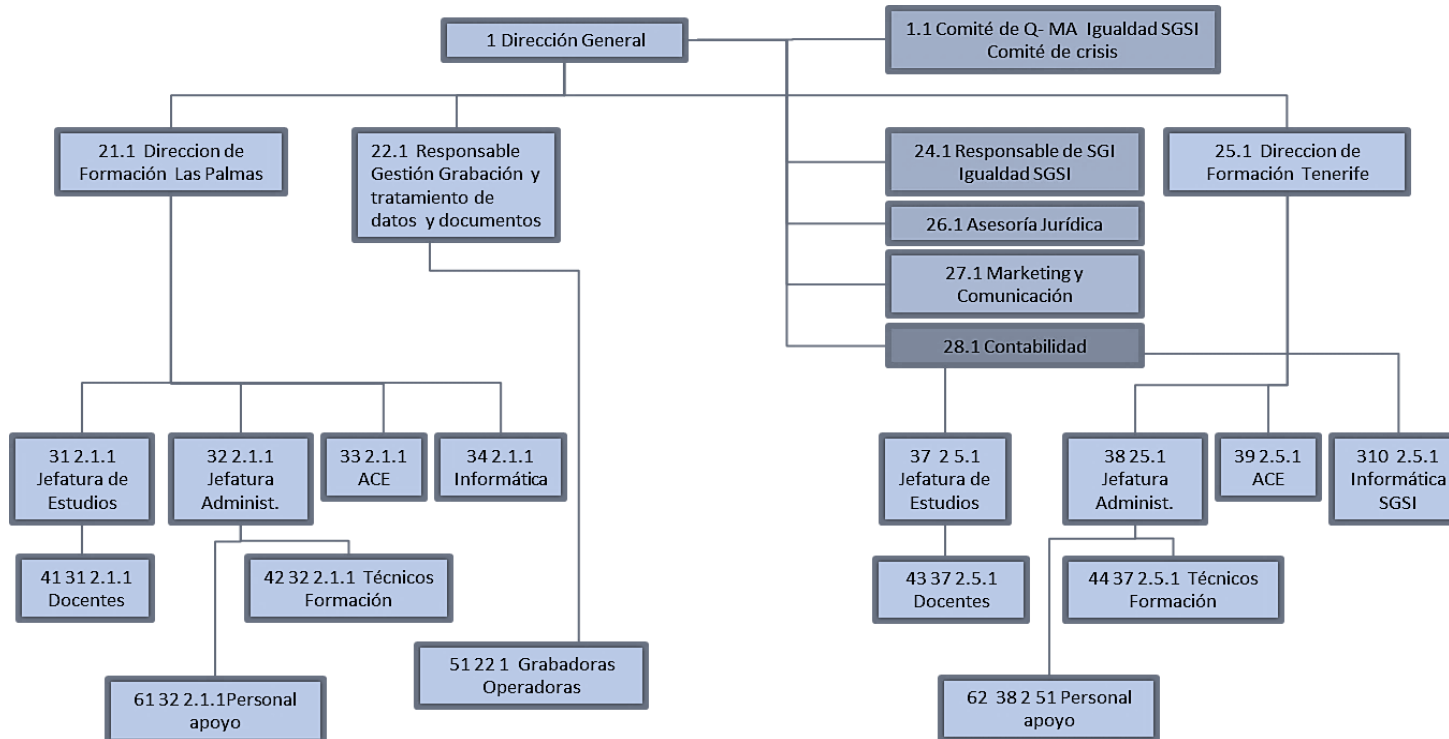 1 Dirección General
1.1 Comité de Q- MA Igualdad SGSI
Comité de crisis
21.1 Direccion de
Formación Las Palmas
22.1 Responsable
Gestión Grabación y
tratamiento de
datos y documentos
24.1 Responsable de SGI
Igualdad SGSI
25.1 Direccion de
Formación Tenerife
26.1 Asesoría Jurídica
27.1 Marketing y
Comunicación
28.1 Contabilidad
31 2.1.1
Jefatura de
Estudios
32 2.1.1
Jefatura
Administ.
33 2.1.1
ACE
34 2.1.1
Informática
37 2 5.1
Jefatura de
Estudios
38 25.1
Jefatura
Administ.
39 2.5.1
ACE
310 2.5.1
Informática
SGSI
41 31 2.1.1
Docentes
42 32 2.1.1 Técnicos
Formación
43 37 2.5.1
Docentes
44 37 2.5.1 Técnicos
Formación
51 22 1 Grabadoras
Operadoras
61 32 2.1.1Personal
apoyo
62 38 2 51 Personal
apoyo